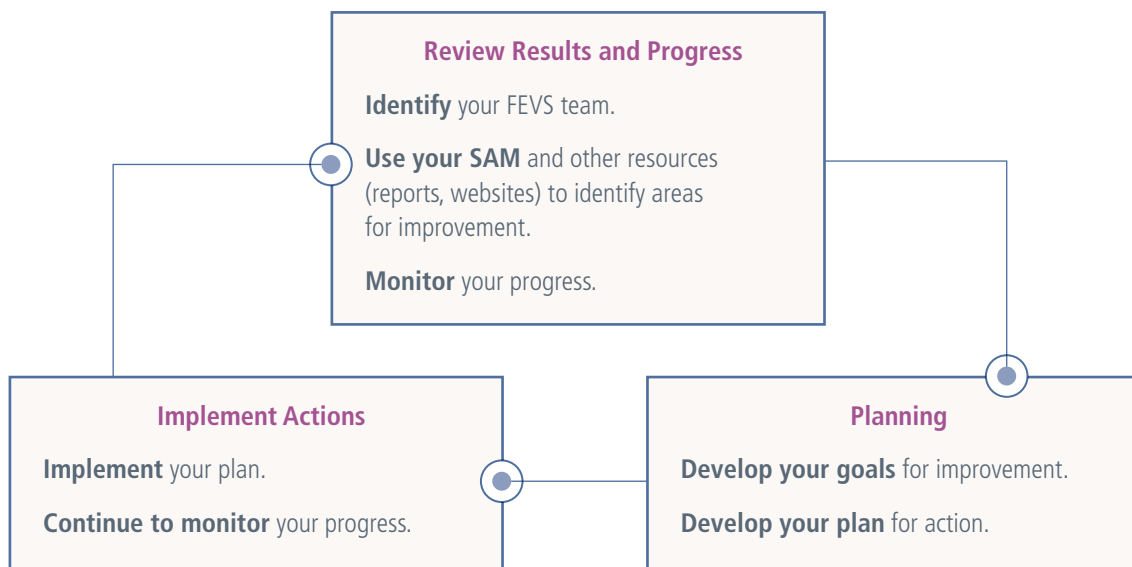 Review Results and Progress
Identify your FEVS team.
Use your SAM and other resources
(reports, websites) to identify areas
for improvement.
Monitor your progress.
Implement Actions
Implement your plan.
Continue to monitor your progress.
Planning
Develop your goals for improvement.
Develop your plan for action.